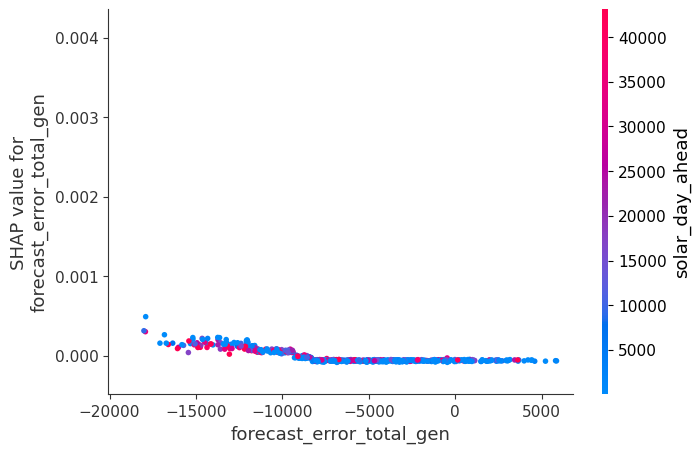 0.004
0.003
0.002
0.001
0.000
SHAP value for
forecast_error_total_gen
−20000 −15000 −10000 −5000 0 5000
forecast_error_total_gen
40000
35000
30000
25000
20000
15000
10000
5000
solar_day_ahead